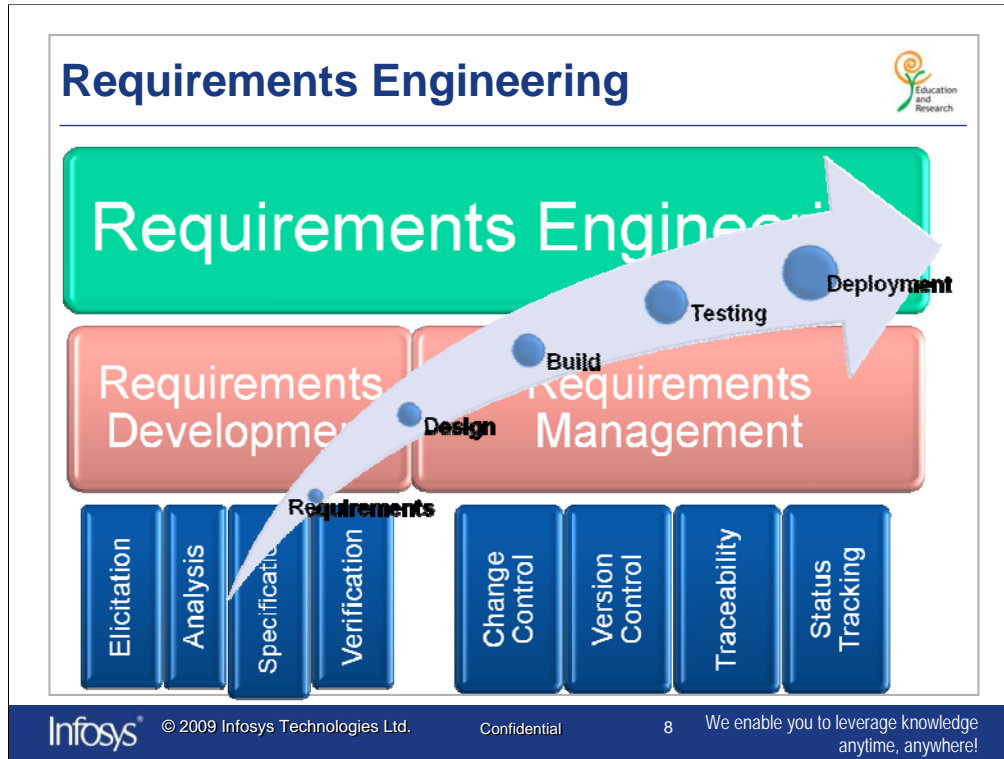 Requirements Engineering
Education
and
Research
Requirements Engineeri
Deployment
Testing
Build
Design
Requirements
Requirements
Developmen
Requirements
Management
Elicitation
Analysis
Specificatio
Verification
Change
Control
Version
Control
Traceability
Status
Tracking
Infosys®
© 2009 Infosys Technologies Ltd.
Confidential
8
We enable you to leverage knowledge
anytime, anywhere!